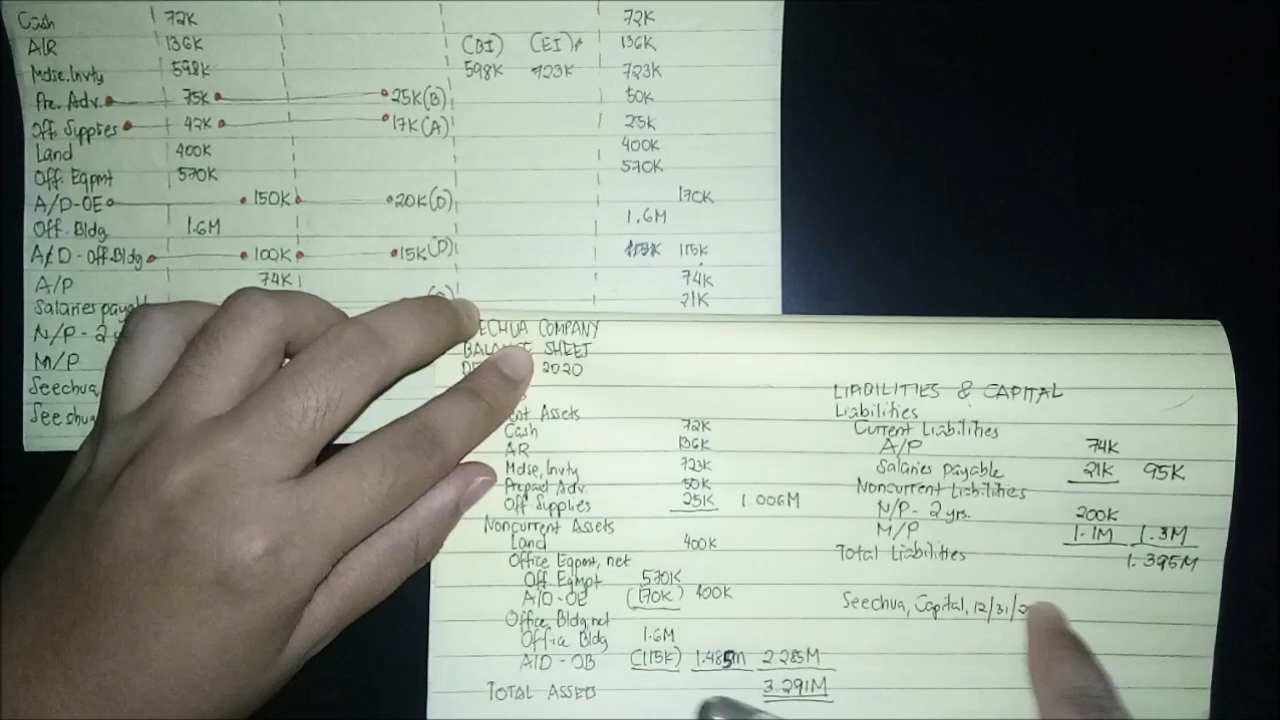 Cash 72K 72K
A/R 136K (BI) (EI) 136K
Mdse. Invty 598K 598K 723K 723K
Pre. Adv. 75K 25K(B) 50K
Off. Supplies 42K 17K(A) 25K
Land 400K 400K
Off. Eqpmt 570K 570K
A/D-OE 150K 20K(D) 170K
Off. Bldg 1.6M 1.6M
A/D - Off. Bldg 100K 15K(D) 115K
A/P 74K 74K
Salaries 21K
N/P - 2
M/P
Seechua,
Seechua
ECHUA COMPANY
BALANCE SHEET
2020
LIABILITIES & CAPITAL
Assets Liabilities
Cash 72K Current Liabilities
AR 136K A/P 74K
Mdse, Invty 723K Salaries payable 21K 95K
Prepaid Adv 50K Noncurrent Liabilities
Off Supplies 25K 1.006M N/P - 2 yrs. 200K
Noncurrent Assets M/P 1.1M 1.3M
Land 400K Total Liabilities 1.395M
Office Eqpmt, net
Off. Eqmpt 570K
A/D-OE (170K) 400K Seechua, Capital, 12/31/
Office, Bldg, net
Office Bldg 1.6M
A/D - OB (115K) 1.485M 2.285M
TOTAL ASSETS 3.291M